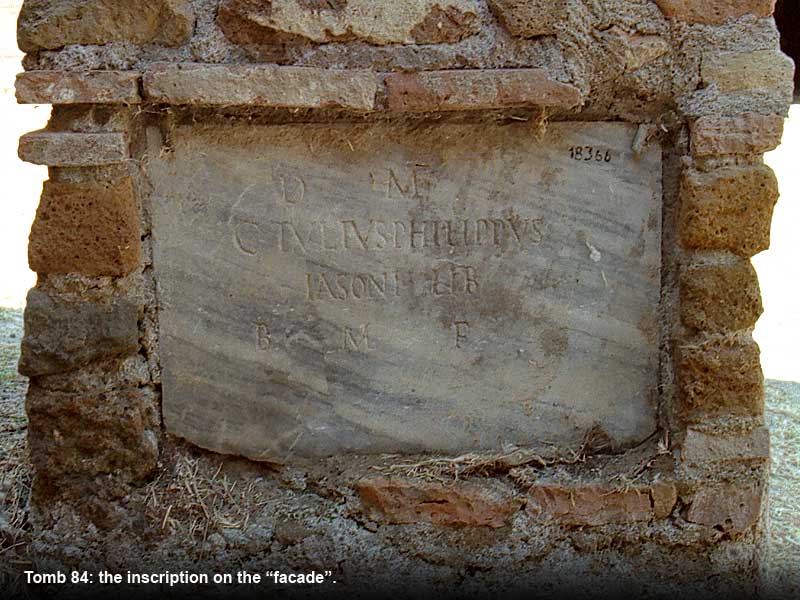 18366
D M
C IVLIVS PHILIPPVS
IASONI LIB
B M F
Tomb 84: the inscription on the “facade”.